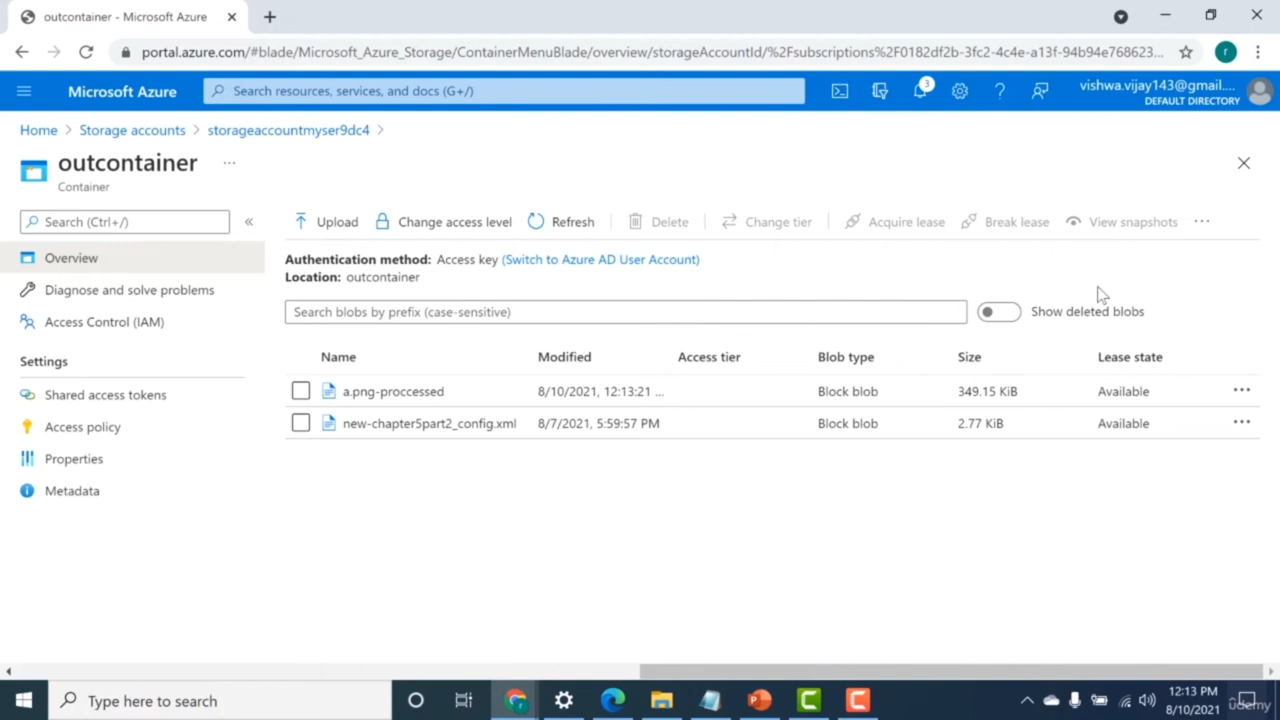 outcontainer - Microsoft Azure
portal.azure.com/#blade/Microsoft_Azure_Storage/ContainerMenuBlade/overview/storageAccountId/%2Fsubscriptions%2F0182df2b-3fc2-4c4e-a13f-94b94e768623...
r
Microsoft Azure
Search resources, services, and docs (G+/)
3
vishwa.vijay143@gmail....
DEFAULT DIRECTORY
Home > Storage accounts > storageaccountmyser9dc4 >
outcontainer ...
Container
Search (Ctrl+/)
«
Upload
Change access level
Refresh
Delete
Change tier
Acquire lease
Break lease
View snapshots
...
Overview
Diagnose and solve problems
Access Control (IAM)
Settings
Shared access tokens
Access policy
Properties
Metadata
Authentication method: Access key (Switch to Azure AD User Account)
Location: outcontainer
Search blobs by prefix (case-sensitive)
Show deleted blobs
Name Modified Access tier Blob type Size Lease state
a.png-proccessed 8/10/2021, 12:13:21 ... Block blob 349.15 KiB Available ...
new-chapter5part2_config.xml 8/7/2021, 5:59:57 PM Block blob 2.77 KiB Available ...
Type here to search
12:13 PM
8/10/2021
udemy